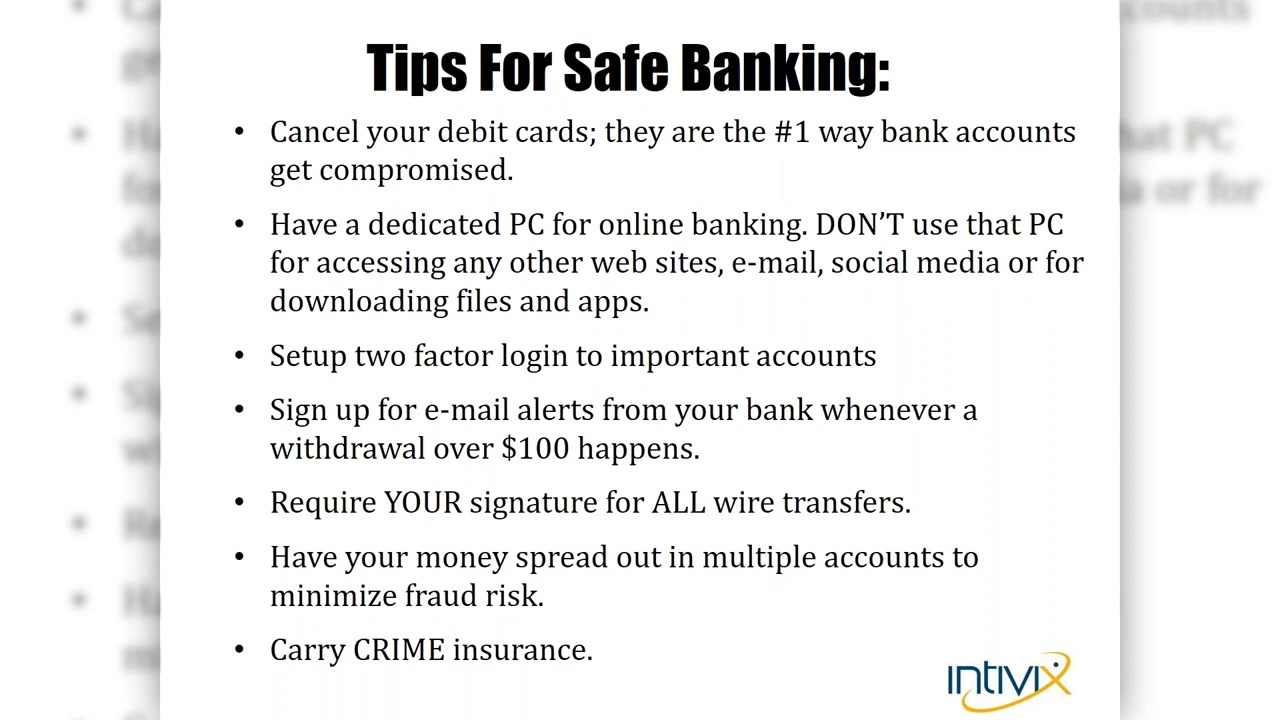 Tips For Safe Banking:
• Cancel your debit cards; they are the #1 way bank accounts
get compromised.
• Have a dedicated PC for online banking. DON’T use that PC
for accessing any other web sites, e-mail, social media or for
downloading files and apps.
• Setup two factor login to important accounts
• Sign up for e-mail alerts from your bank whenever a
withdrawal over $100 happens.
• Require YOUR signature for ALL wire transfers.
• Have your money spread out in multiple accounts to
minimize fraud risk.
• Carry CRIME insurance.
intivix